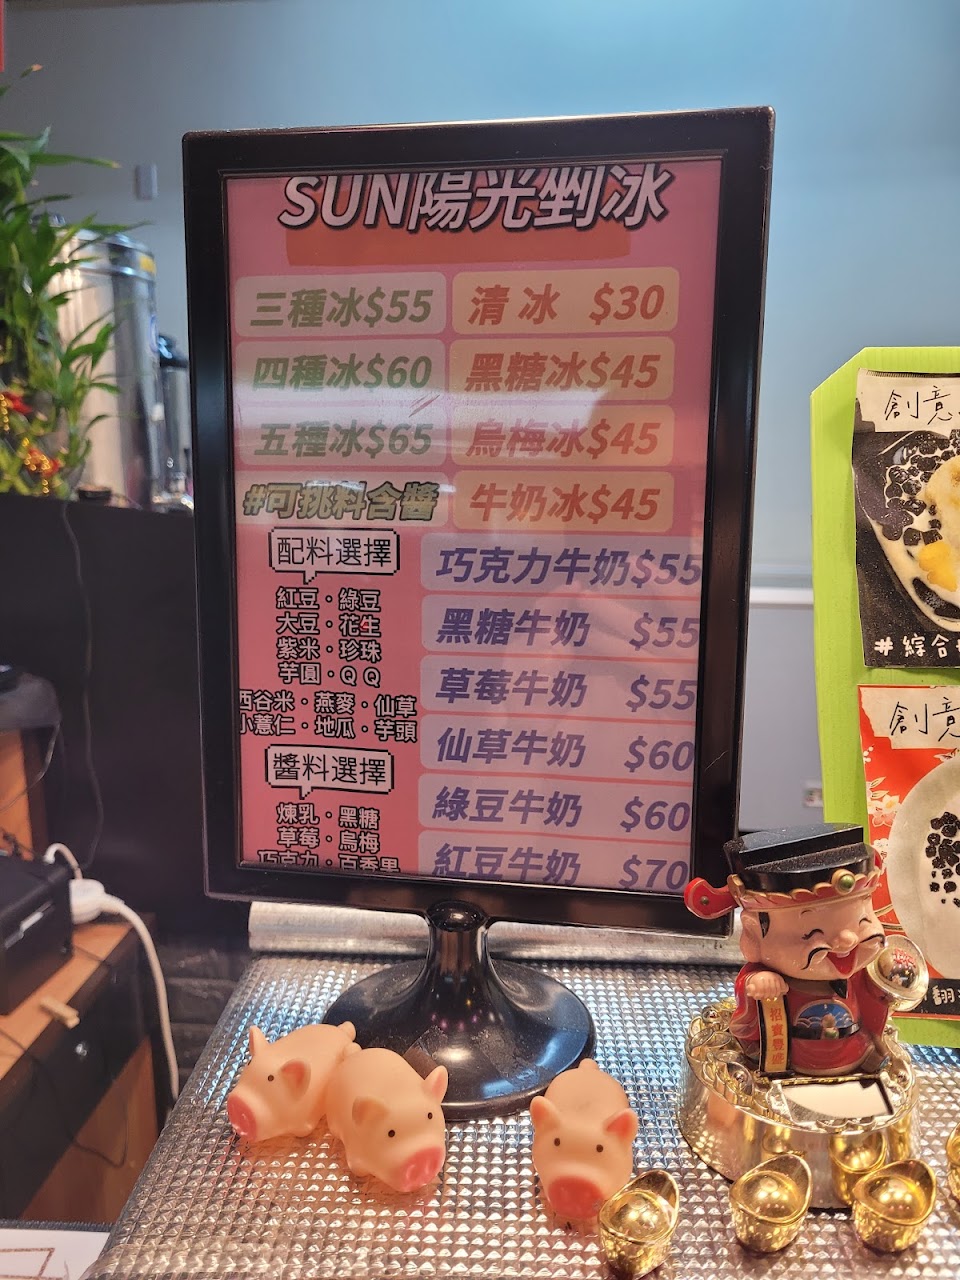 SUN陽光剉冰
三種冰$55
四種冰$60
五種冰$65
#可挑料含醬
清冰 $30
黑糖冰$45
烏梅冰$45
牛奶冰$45
配料選擇
紅豆・綠豆
大豆・花生
紫米・珍珠
芋圓・QQ
西谷米・燕麥・仙草
小薏仁・地瓜・芋頭
醬料選擇
煉乳・黑糖
草莓・烏梅
巧克力・百香果
巧克力牛奶$55
黑糖牛奶 $55
草莓牛奶 $55
仙草牛奶 $60
綠豆牛奶 $60
紅豆牛奶 $70
創意
#綜合
創意
翻
招寶豐盛